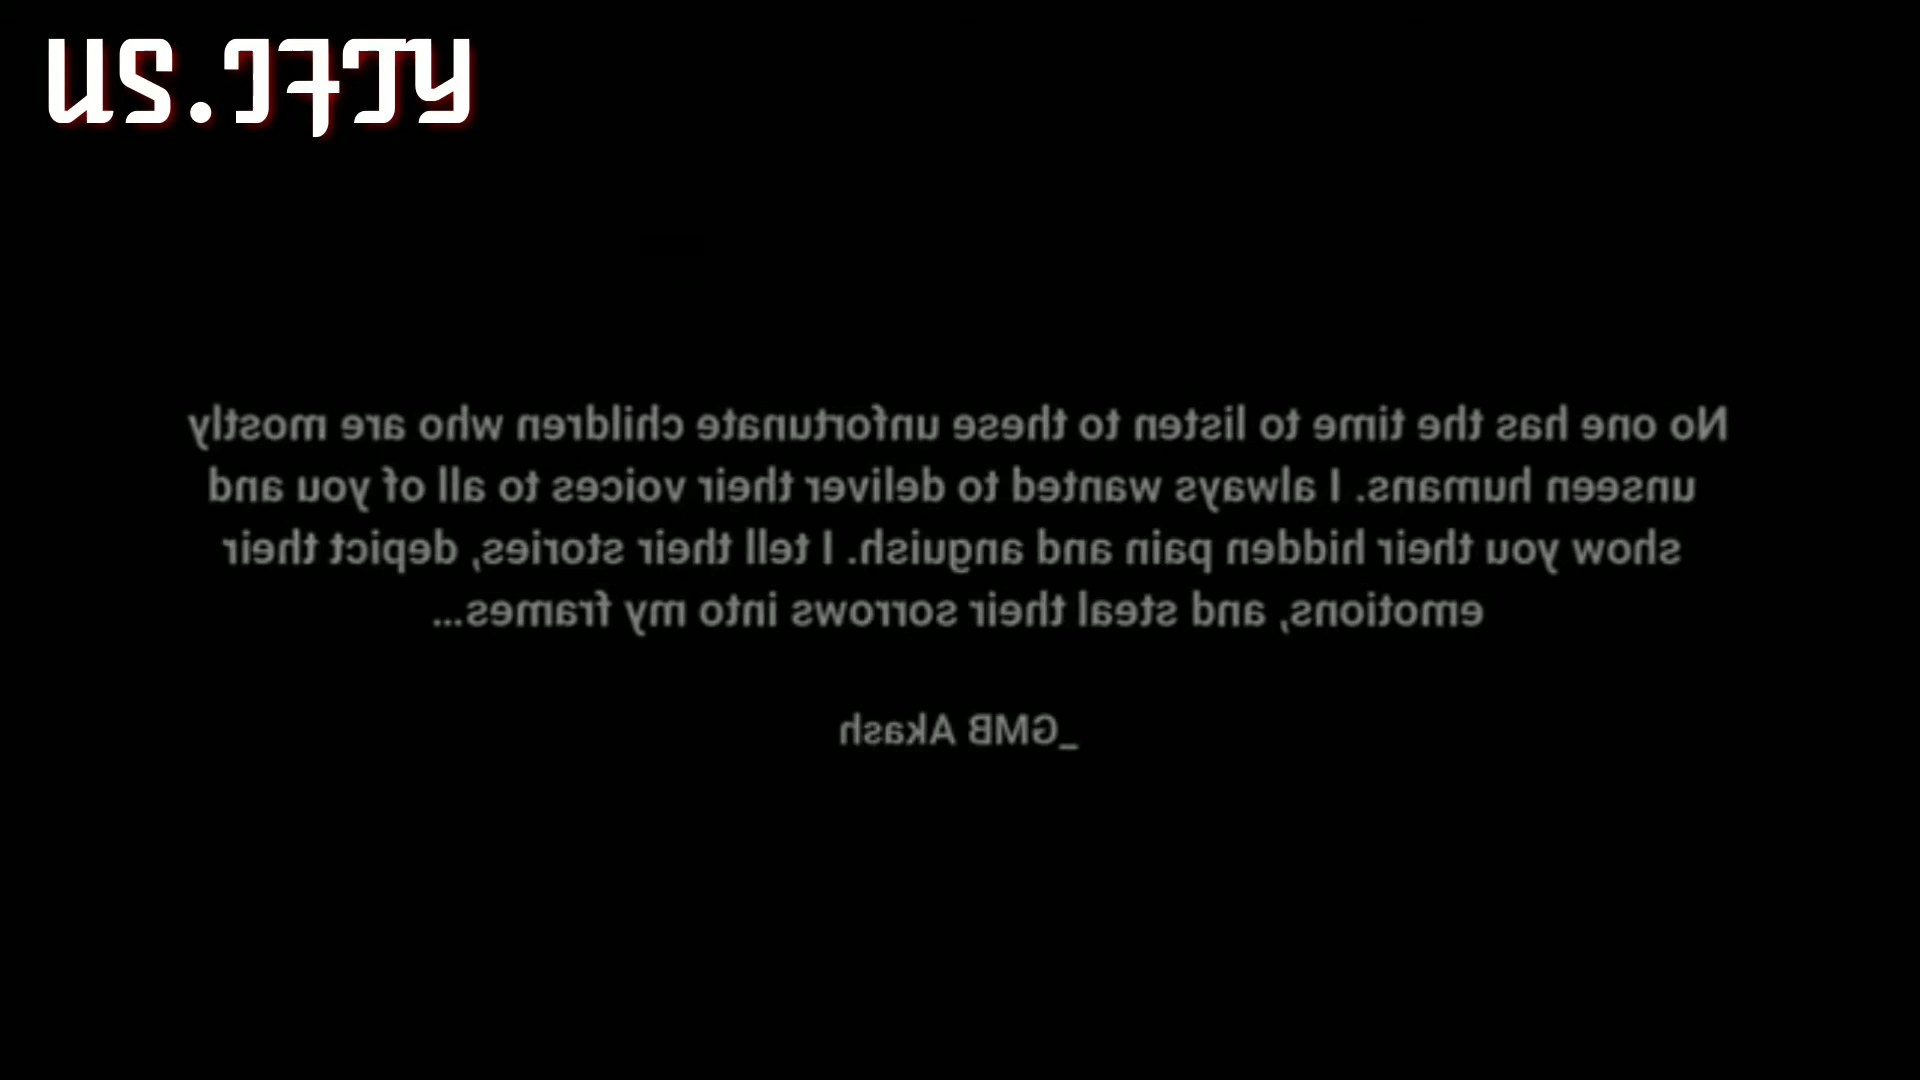 No one has the time to listen to these unfortunate children who are mostly
unseen humans. I always wanted to deliver their voices to all of you and
show you their hidden pain and anguish. I tell their stories, depict their
emotions, and steal their sorrows into my frames...
_GMB Akash